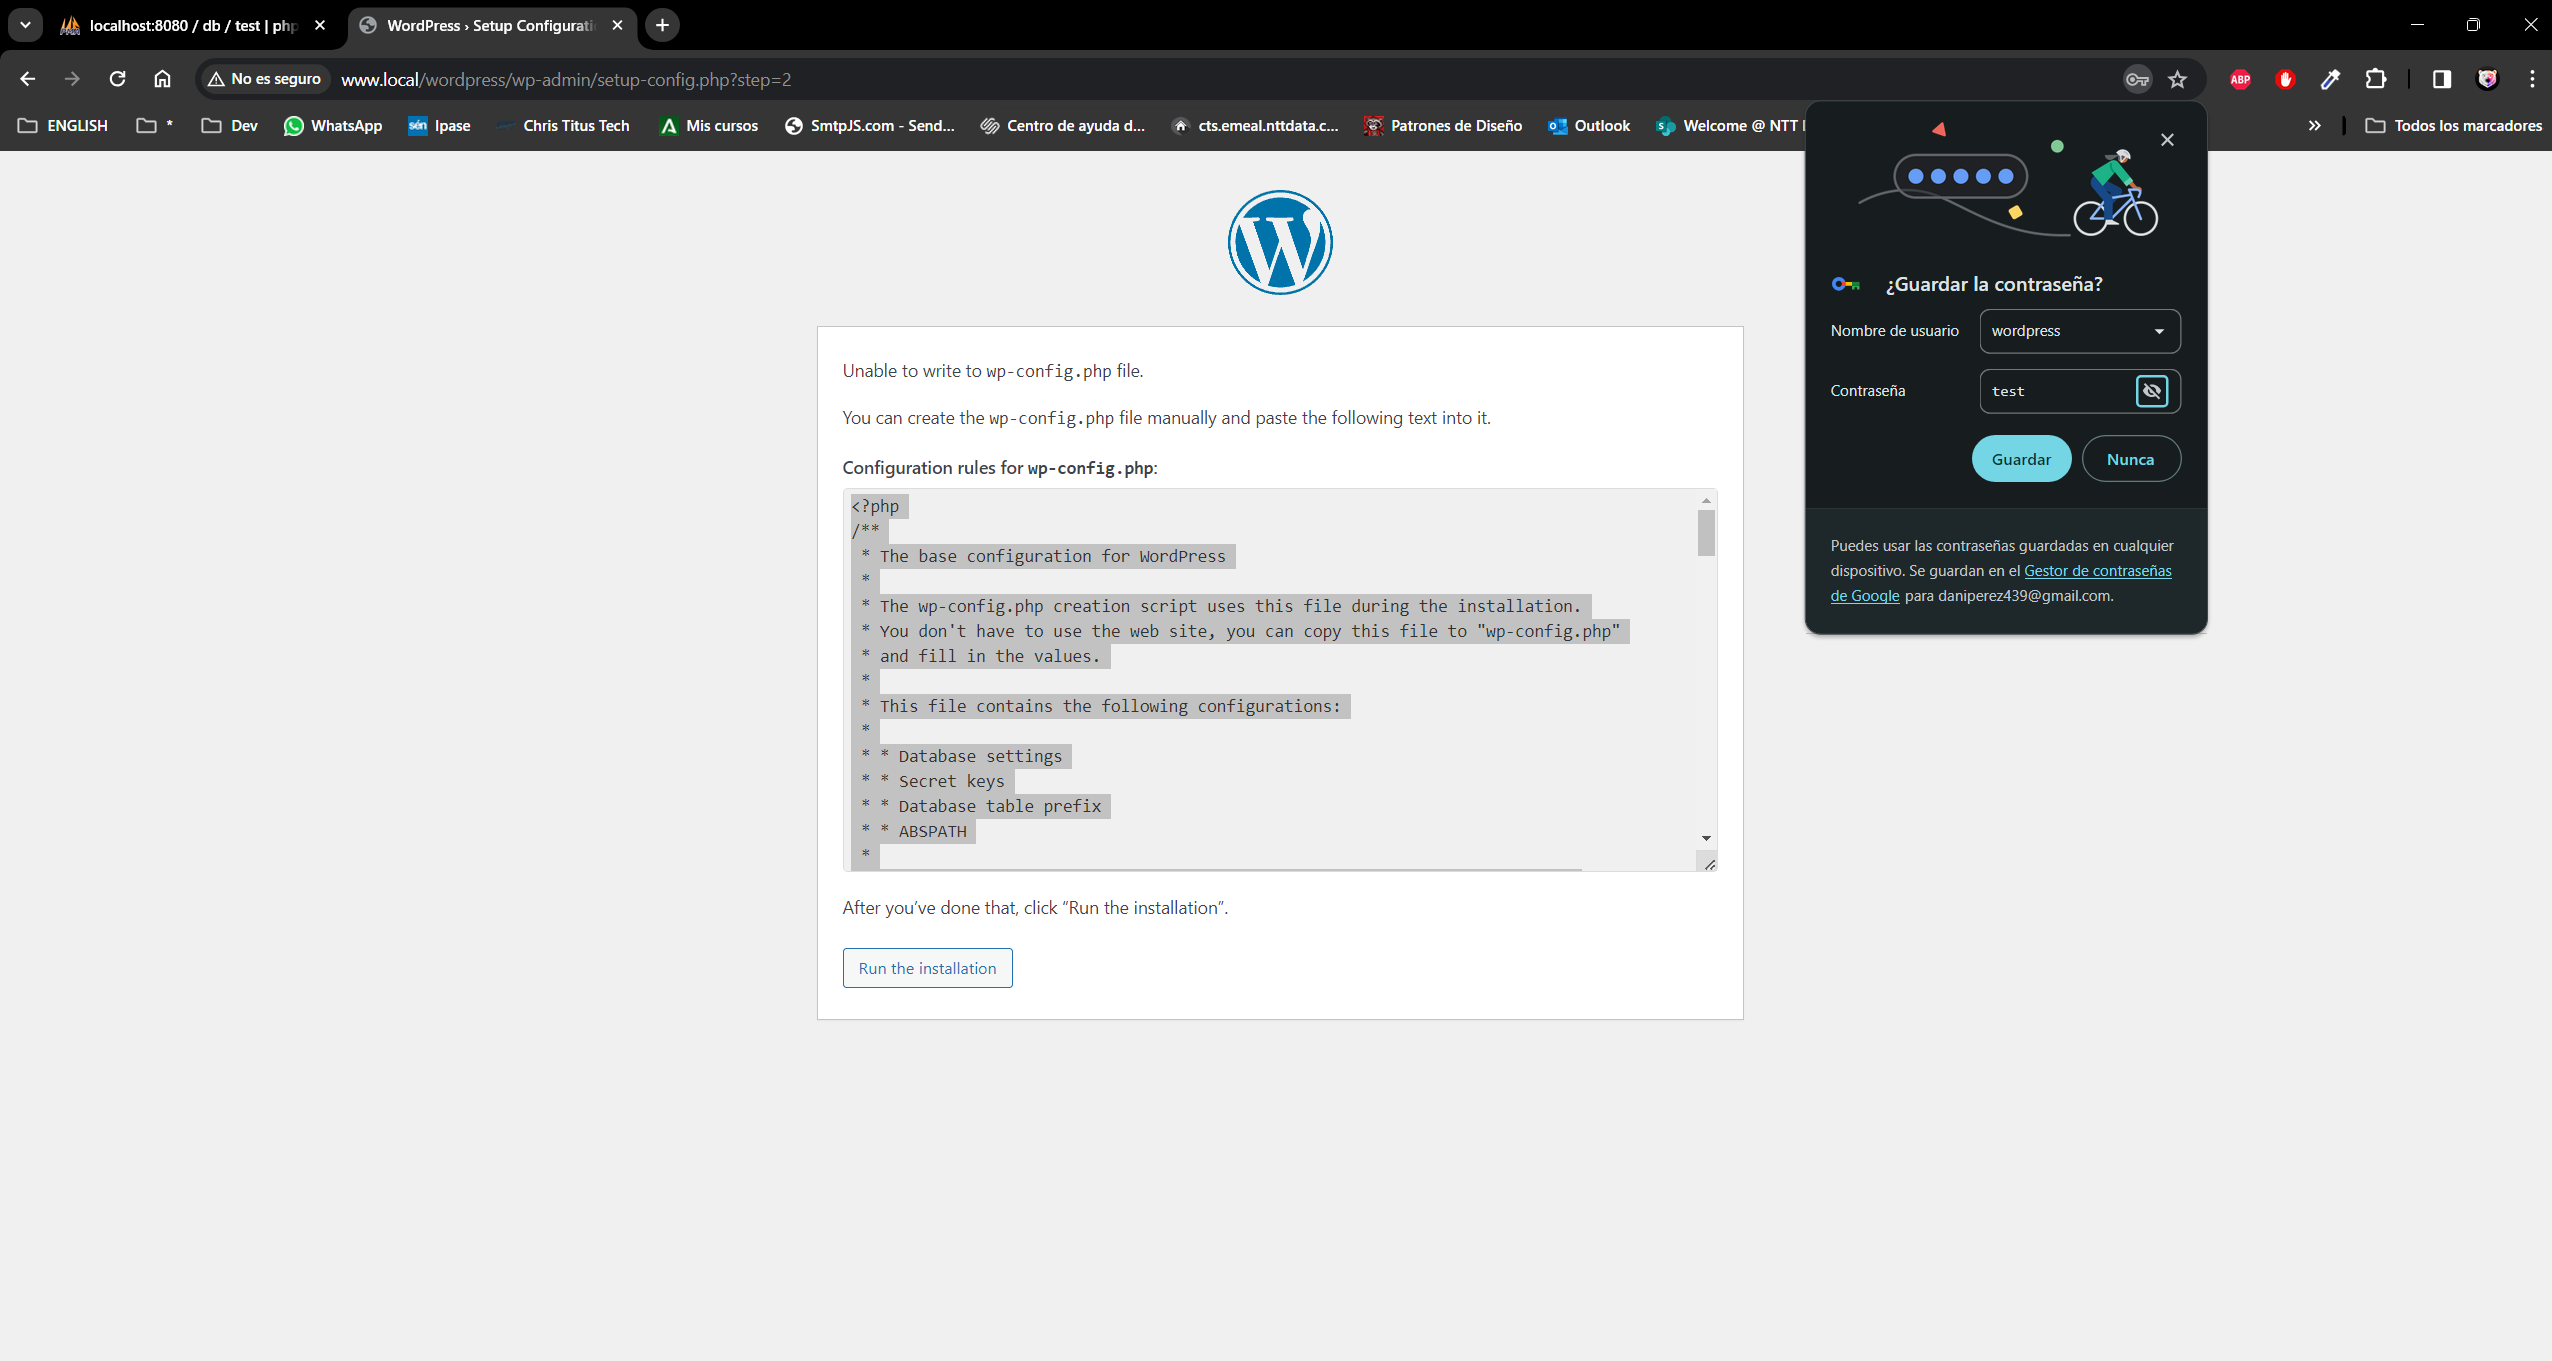 localhost:8080 / db / test | php
WordPress › Setup Configurati
No es seguro
www.local/wordpress/wp-admin/setup-config.php?step=2
ABP
ENGLISH
*
Dev
WhatsApp
sén
Ipase
Chris Titus Tech
Mis cursos
SmtpJS.com - Send...
Centro de ayuda d...
cts.emeal.nttdata.c...
Patrones de Diseño
Outlook
Welcome @ NTT
»
Todos los marcadores
Unable to write to wp-config.php file.
You can create the wp-config.php file manually and paste the following text into it.
Configuration rules for wp-config.php:
<?php
/**
* The base configuration for WordPress
*
* The wp-config.php creation script uses this file during the installation.
* You don't have to use the web site, you can copy this file to "wp-config.php"
* and fill in the values.
*
* This file contains the following configurations:
*
* * Database settings
* * Secret keys
* * Database table prefix
* * ABSPATH
*
After you’ve done that, click “Run the installation”.
Run the installation
¿Guardar la contraseña?
Nombre de usuario
wordpress
Contraseña
test
Guardar
Nunca
Puedes usar las contraseñas guardadas en cualquier
dispositivo. Se guardan en el Gestor de contraseñas
de Google para daniperez439@gmail.com.